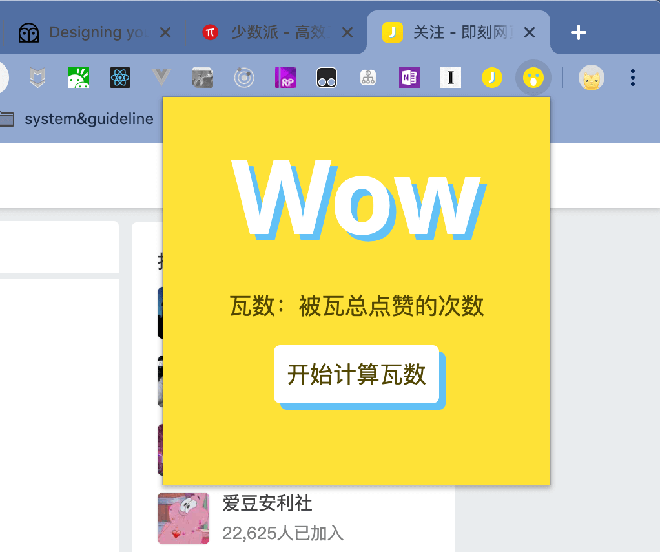 Designing yo
少数派 - 高效
关注 - 即刻网
system&guideline
Wow
瓦数：被瓦总点赞的次数
开始计算瓦数
爱豆安利社
22,625人已加入